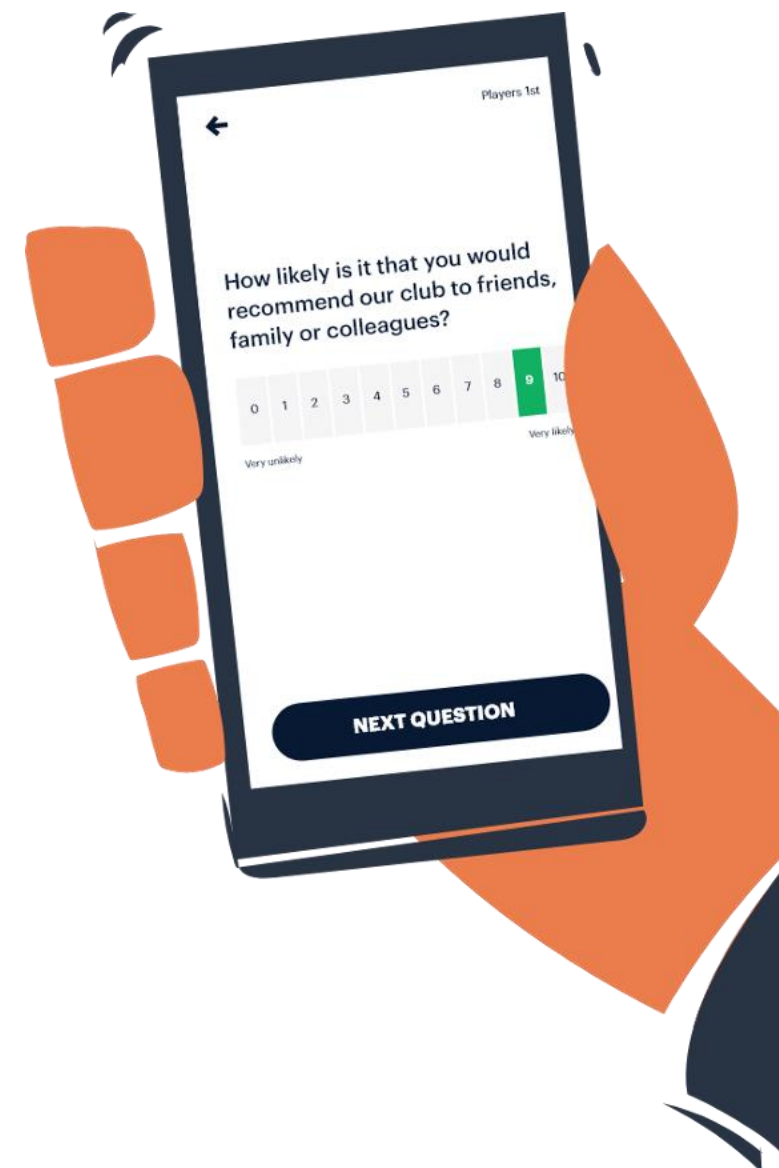 Players 1st
How likely is it that you would
recommend our club to friends,
family or colleagues?
0 1 2 3 4 5 6 7 8 9 10
Very unlikely Very likely
NEXT QUESTION